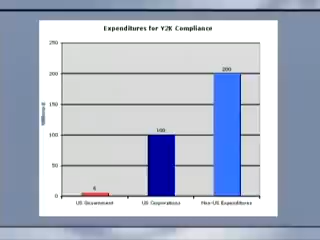 Expenditures for Y2K Compliance
250
200
200
150
100
100
50
0
US Government
US Corporations
Non-US Expenditures